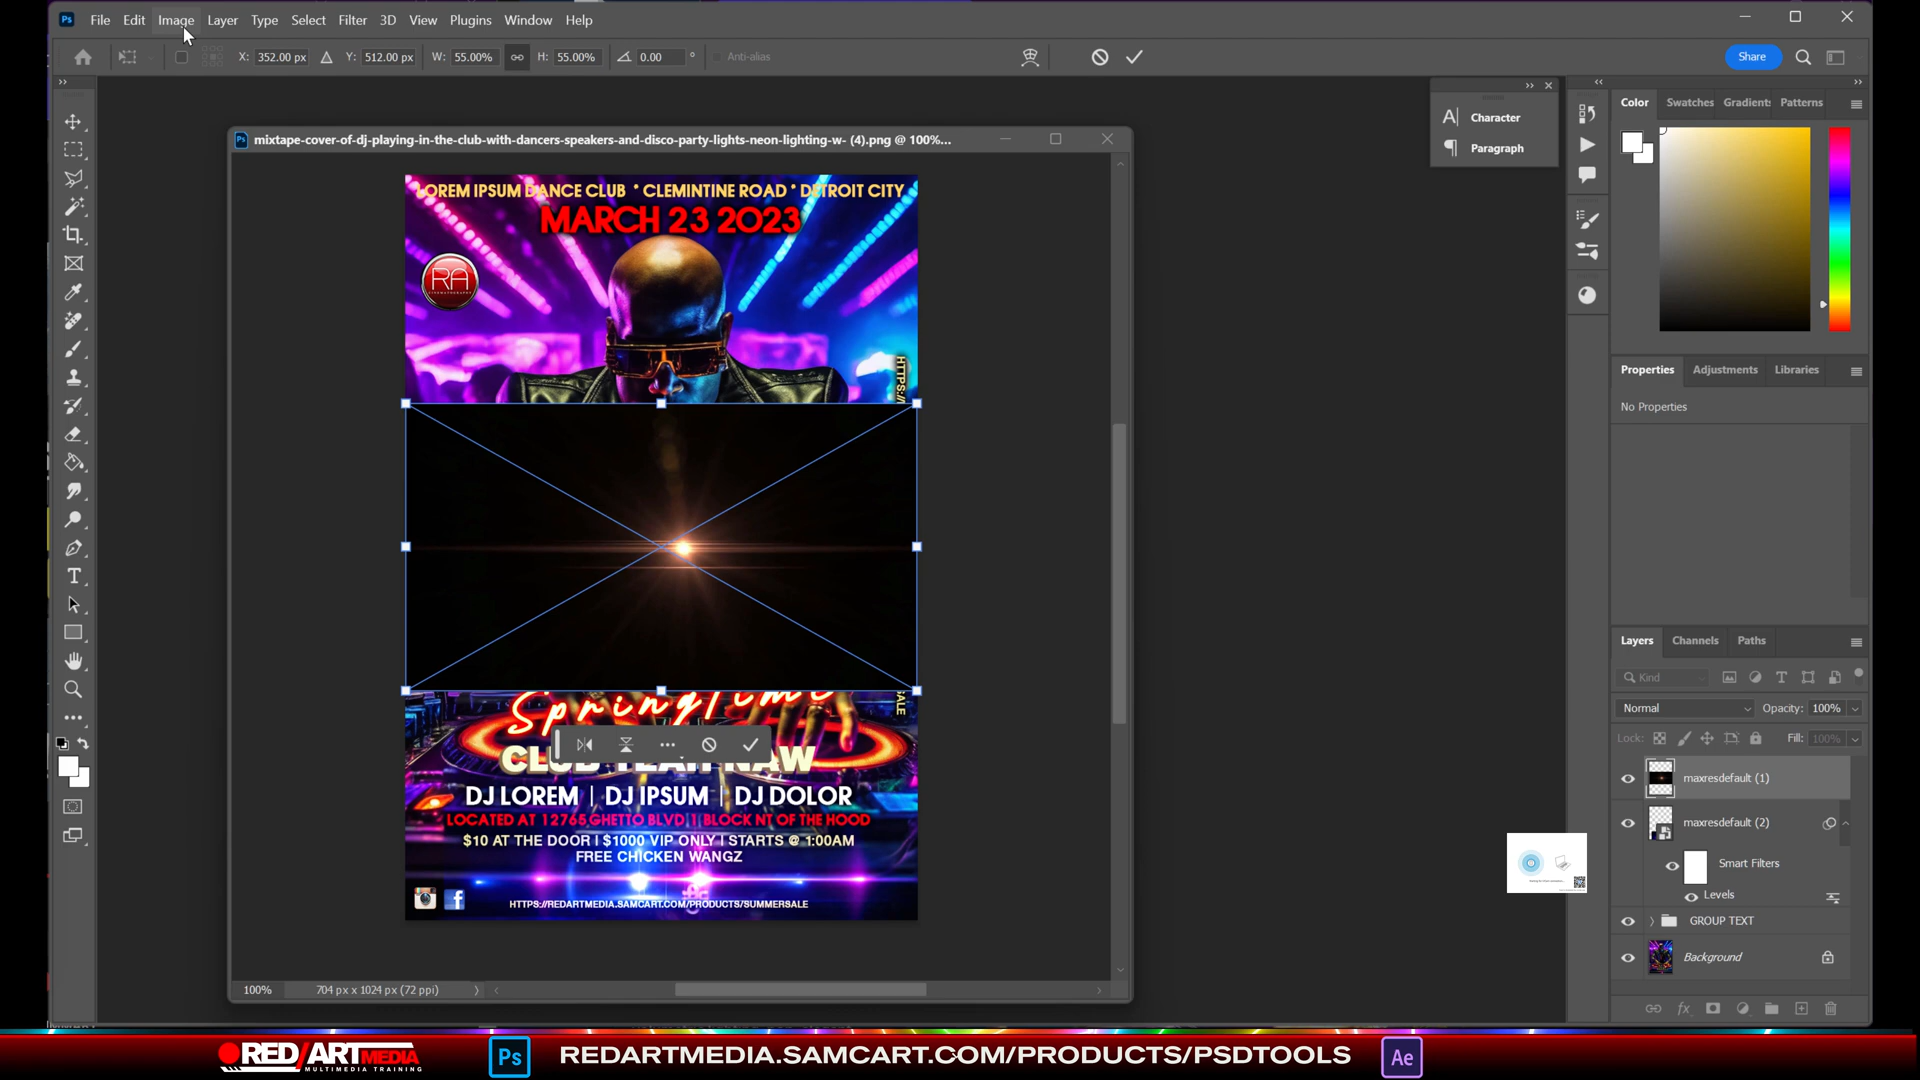 Ps File Edit Image Layer Type Select Filter 3D View Plugins Window Help
X: 352.00 px Y: 512.00 px W: 55.00% H: 55.00% 0.00 ° Anti-alias Share
mixtape-cover-of-dj-playing-in-the-club-with-dancers-speakers-and-disco-party-lights-neon-lighting-w- (4).png @ 100%...
Character
Paragraph
Color Swatches Gradients Patterns
LOREM IPSUM DANCE CLUB * CLEMINTINE ROAD * DETROIT CITY
MARCH 23 2023
RA
HTTPS:/
Properties Adjustments Libraries
No Properties
SALE
Springtime
DJ LOREM | DJ IPSUM | DJ DOLOR
LOCATED AT 12765 GHETTO BLVD 1 BLOCK NT OF THE HOOD
$10 AT THE DOOR | $1000 VIP ONLY | STARTS @ 1:00AM
FREE CHICKEN WANGZ
HTTPS://REDARTMEDIA.SAMCART.COM/PRODUCTS/SUMMERSALE
100% 704 px x 1024 px (72 ppi)
Layers Channels Paths
Kind
Normal Opacity: 100%
Lock: Fill: 100%
maxresdefault (1)
maxresdefault (2)
Smart Filters
Levels
GROUP TEXT
Background
fx
RED/ARTMEDIA
MULTIMEDIA TRAINING
Ps
REDARTMEDIA.SAMCART.COM/PRODUCTS/PSDTOOLS
Ae